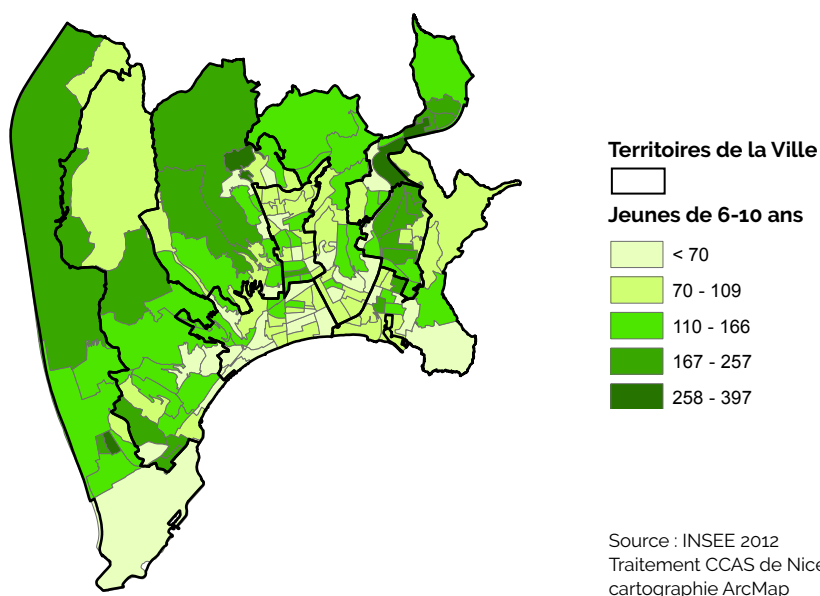 Territoires de la Ville
Jeunes de 6-10 ans
< 70
70 - 109
110 - 166
167 - 257
258 - 397
Source : INSEE 2012
Traitement CCAS de Nice
cartographie ArcMap